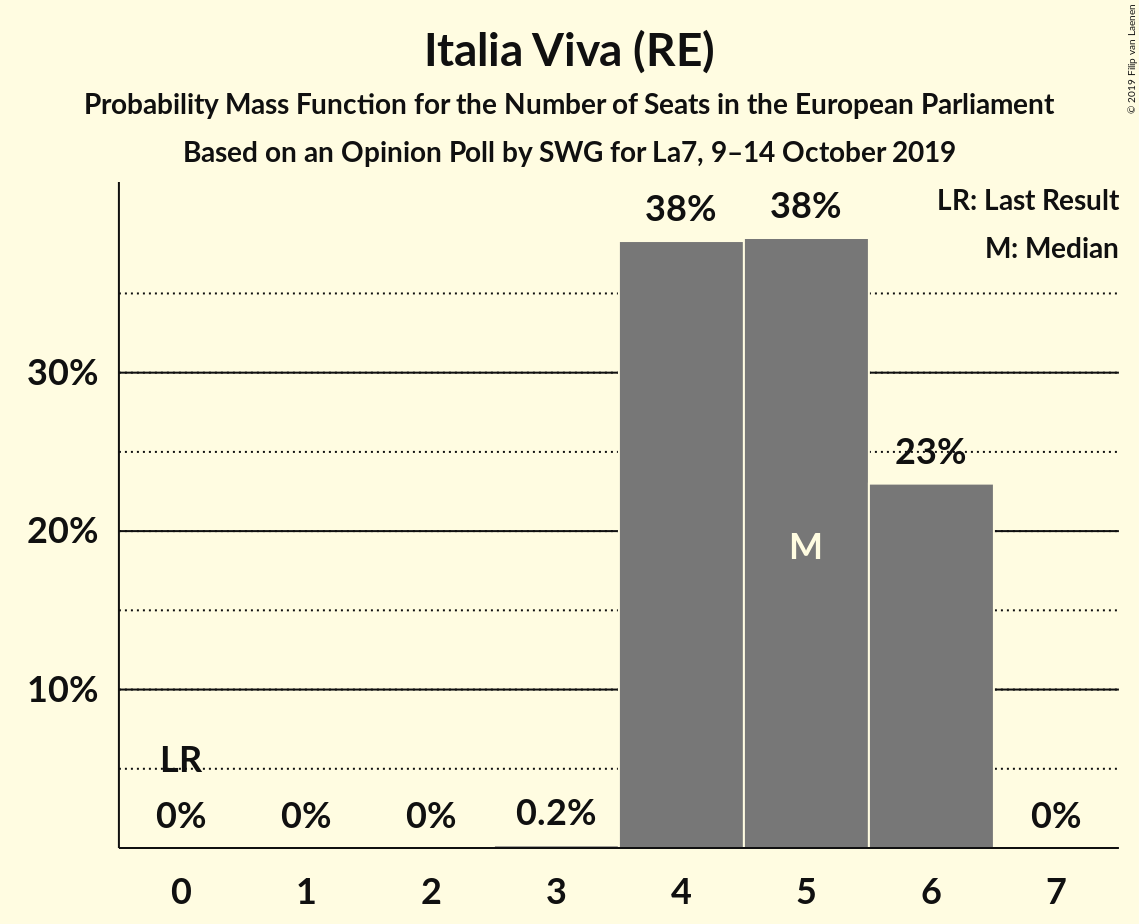 Italia Viva (RE)
Probability Mass Function for the Number of Seats in the European Parliament
Based on an Opinion Poll by SWG for La7, 9–14 October 2019
© 2019 Filip van Laenen
LR: Last Result
M: Median
38%
38%
30%
23%
20%
M
10%
LR
0%
0%
0%
0.2%
0%
0 1 2 3 4 5 6 7